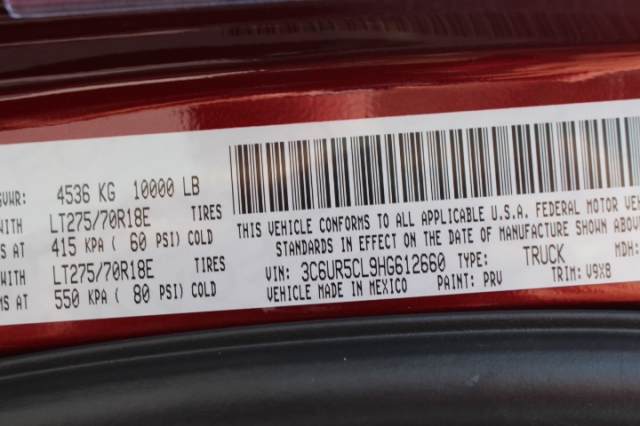 GVWR: 4536 KG 10000 LB
WITH LT275/70R18E TIRES
AT 415 KPA ( 60 PSI) COLD
WITH LT275/70R18E TIRES
AT 550 KPA ( 80 PSI) COLD
THIS VEHICLE CONFORMS TO ALL APPLICABLE U.S.A. FEDERAL MOTOR
STANDARDS IN EFFECT ON THE DATE OF MANUFACTURE SHOWN ABOVE
VIN: 3C6UR5CL9HG612660 TYPE: TRUCK MDH:
VEHICLE MADE IN MEXICO PAINT: PRV TRIM: V9X8